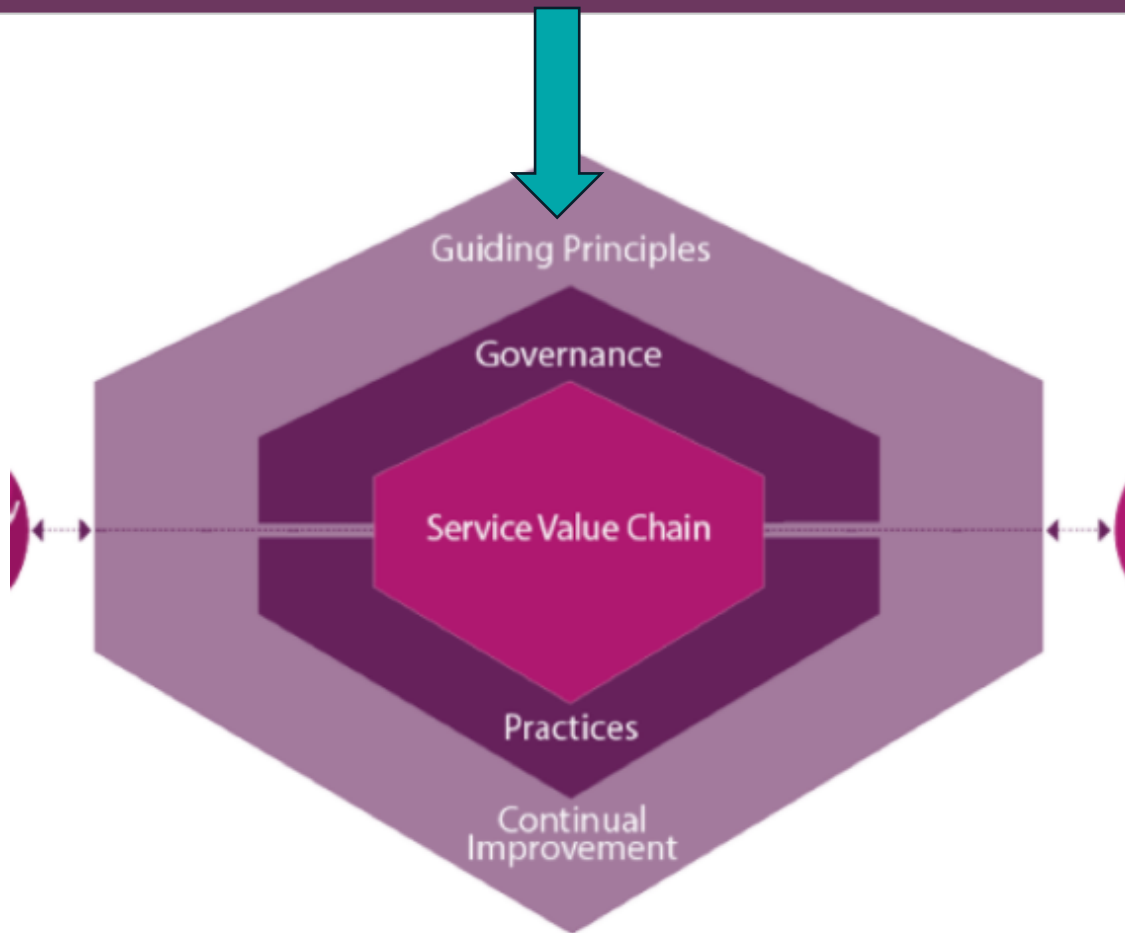 Guiding Principles
Governance
Service Value Chain
Practices
Continual
Improvement